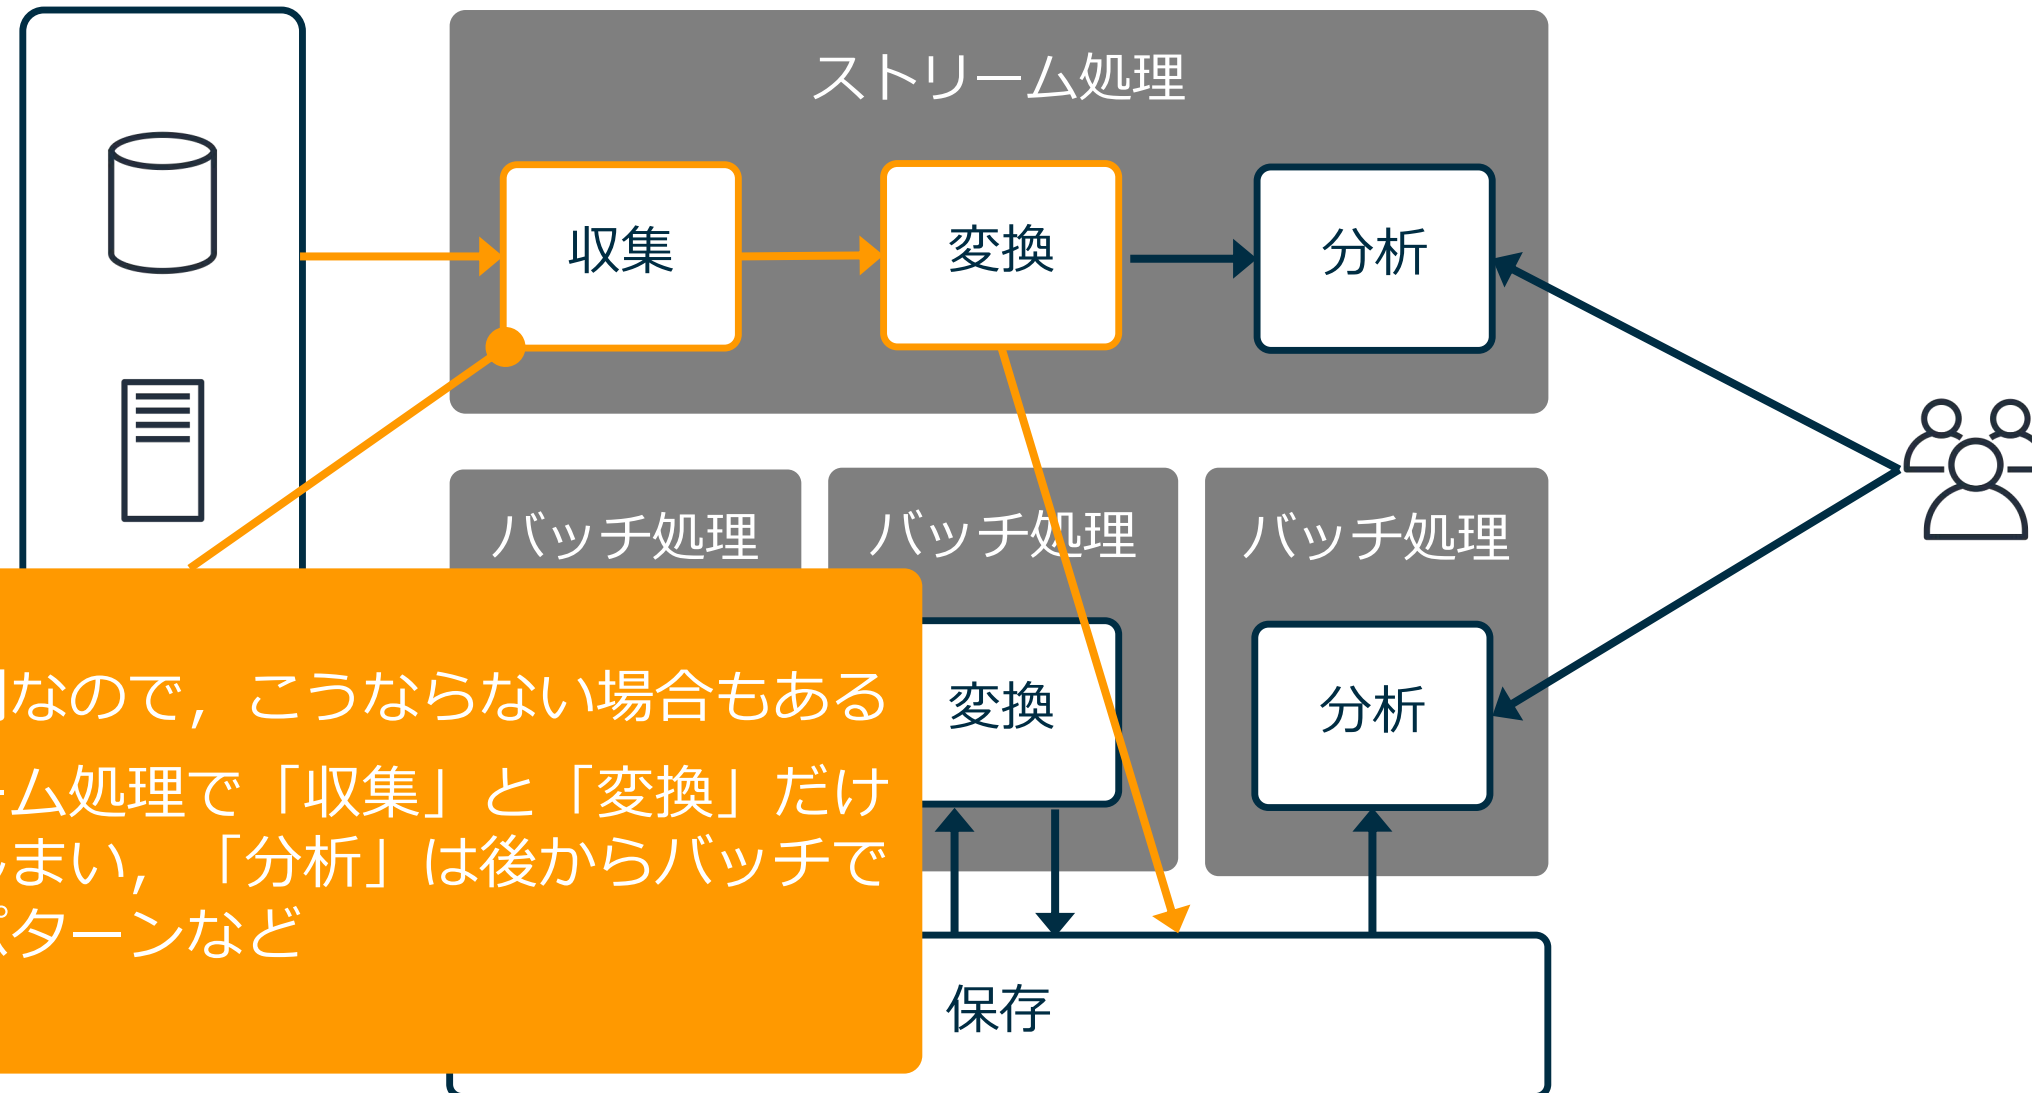 ストリーム処理
収集
変換
分析
バッチ処理
バッチ処理
バッチ処理
変換
分析
なので，こうならない場合もある
ーム処理で「収集」と「変換」だけ
まい，「分析」は後からバッチで
ターンなど
保存